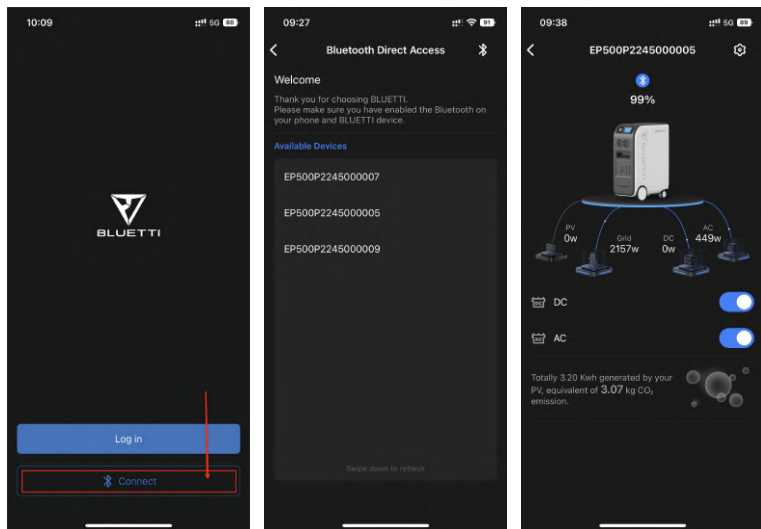 10:09
5G 80
BLUETTI
Log in
Connect
09:27
91
Bluetooth Direct Access
Welcome
Thank you for choosing BLUETTI.
Please make sure you have enabled the Bluetooth on
your phone and BLUETTI device.
Available Devices
EP500P2245000007
EP500P2245000005
EP500P2245000009
Swipe down to refresh
09:38
5G 89
EP500P2245000005
99%
PV
0w
Grid
2157w
DC
0w
AC
449w
DC
AC
Totally 3.20 Kwh generated by your
PV, equivalent of 3.07 kg CO₂
emission.